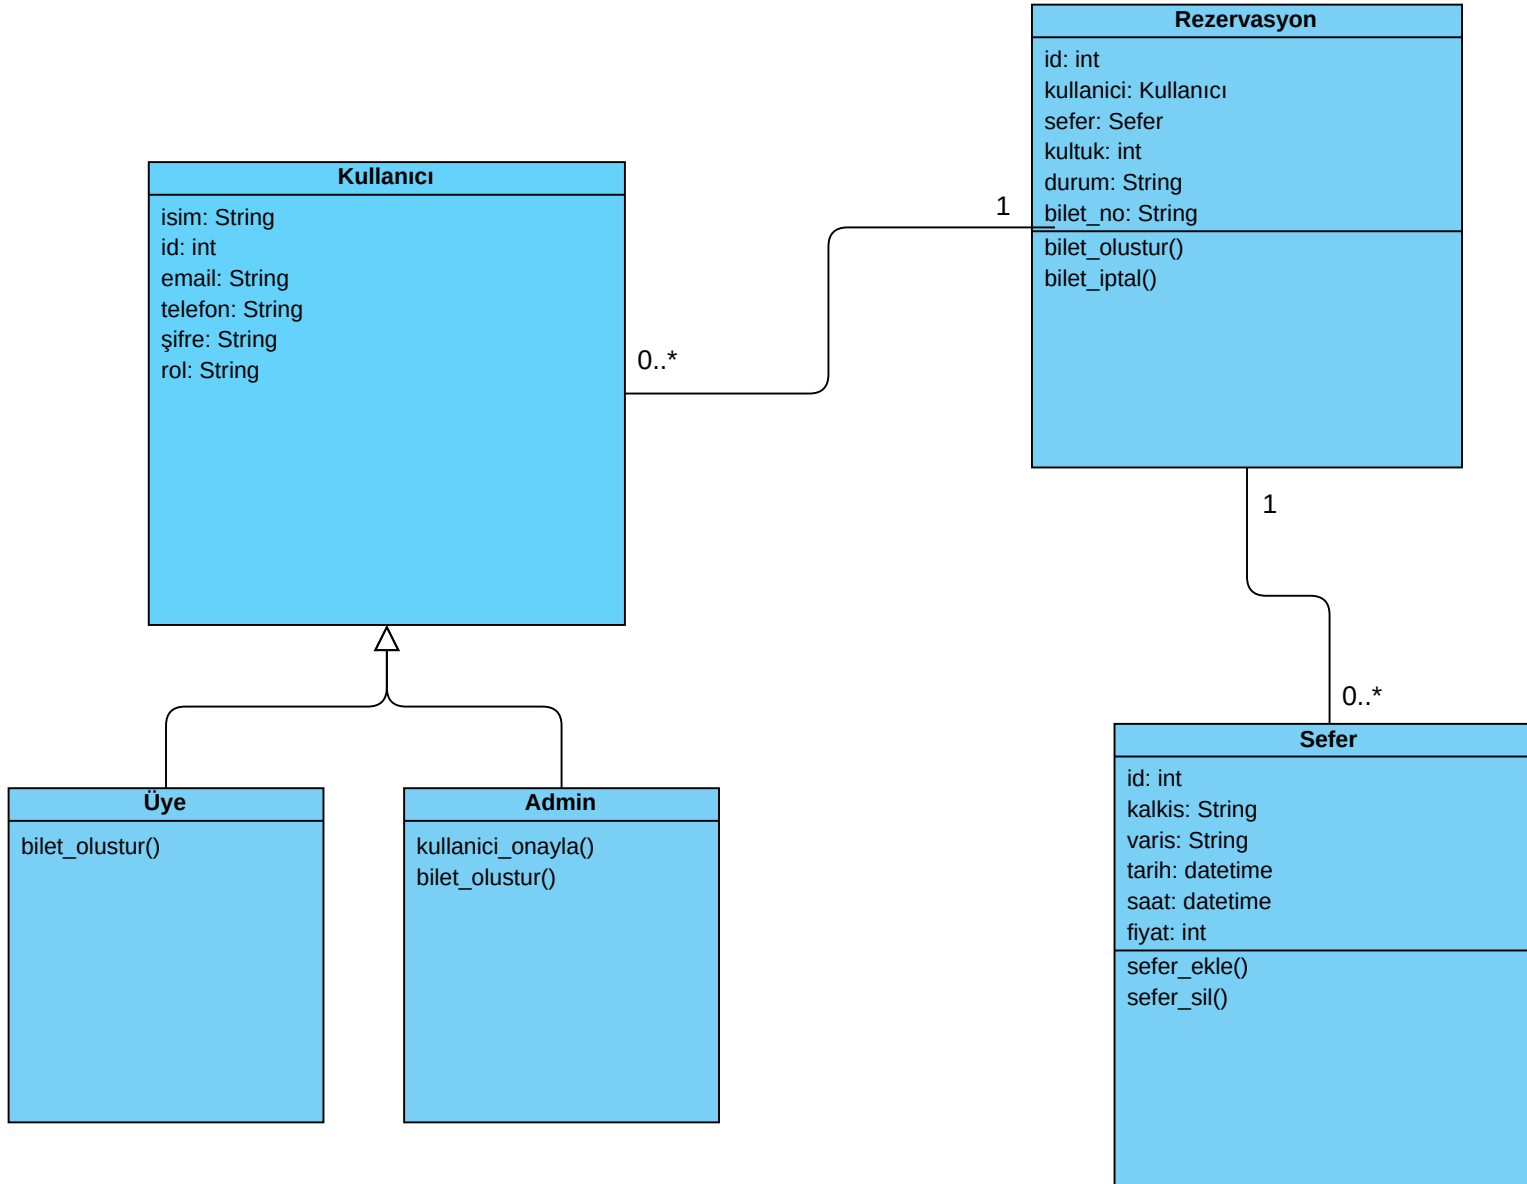 Rezervasyon
id: int
kullanici: Kullanıcı
sefer: Sefer
kultuk: int
durum: String
bilet_no: String
bilet_olustur()
bilet_iptal()
Kullanıcı
isim: String
id: int
email: String
telefon: String
şifre: String
rol: String
1
0..*
1
0..*
Üye
bilet_olustur()
Admin
kullanici_onayla()
bilet_olustur()
Sefer
id: int
kalkis: String
varis: String
tarih: datetime
saat: datetime
fiyat: int
sefer_ekle()
sefer_sil()